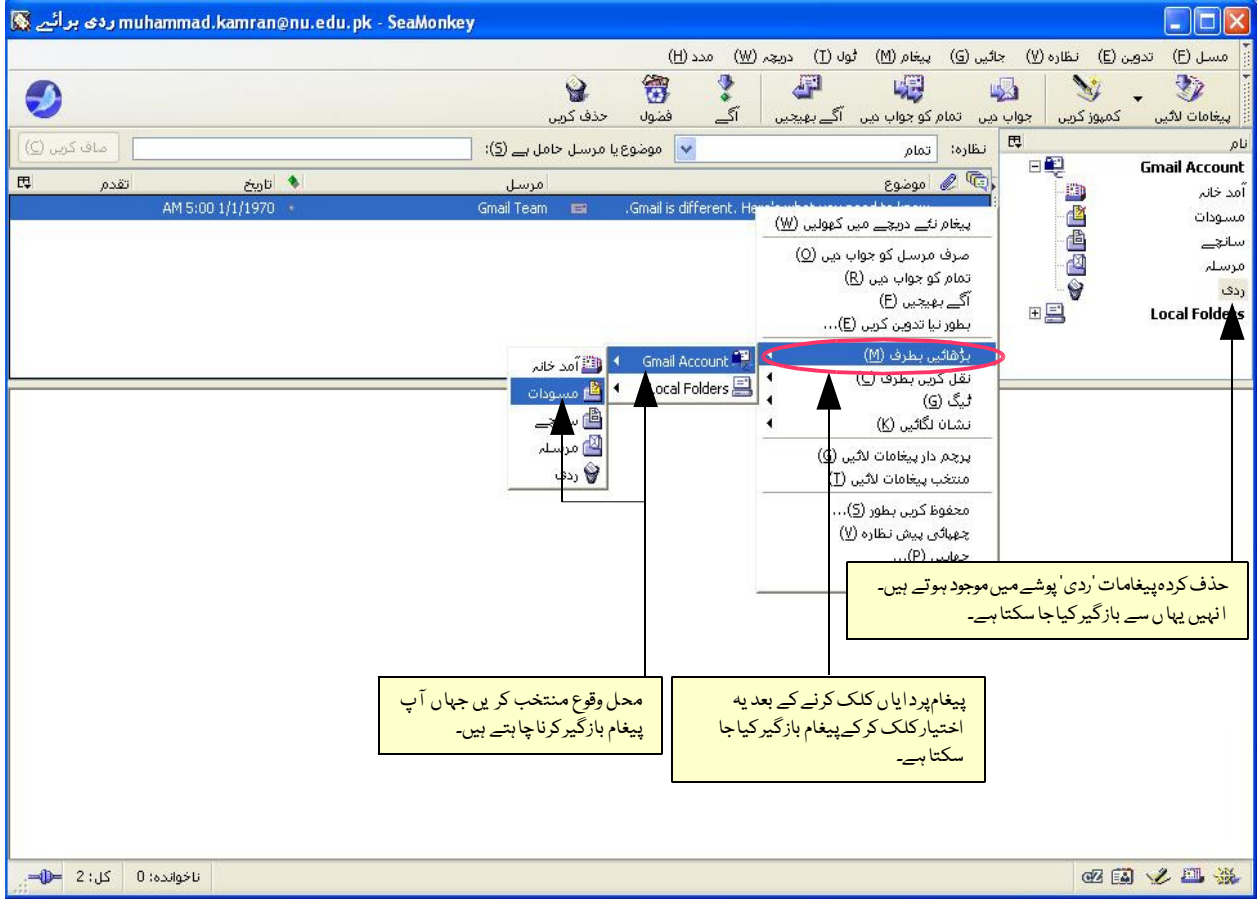 ردی برائے muhammad.kamran@nu.edu.pk - SeaMonkey
مسل (F) تدوین (E) نظارہ (V) جائیں (G) پیغام (M) ٹول (T) دریچہ (W) مدد (H)
پیغامات لائیں کمپوز کریں جواب دیں تمام کو جواب دیں آگے بھیجیں آگے فضول حذف کریں
نظارہ: تمام موضوع یا مرسل حامل ہے (S): صاف کریں (C)
نام
Gmail Account
آمد خانہ
مسودات
سانچے
مرسلہ
ردی
Local Folders
موضوع مرسل تاریخ تقدم
Gmail is different. Here's what you need to know. Gmail Team 1/1/1970 5:00 AM
پیغام نئے دریچے میں کھولیں (W)
صرف مرسل کو جواب دیں (O)
تمام کو جواب دیں (R)
آگے بھیجیں (F)
بطور نیا تدوین کریں (E)...
بڑھائیں بطرف (M)
نقل کریں بطرف (C)
ٹیگ (G)
نشان لگائیں (K)
پرچم دار پیغامات لائیں (G)
منتخب پیغامات لائیں (T)
محفوظ کریں بطور (S)...
چھپائی پیش نظارہ (V)
چھاپیں (P)...
Gmail Account
Local Folders
آمد خانہ
مسودات
سانچے
مرسلہ
ردی
حذف کردہ پیغامات 'ردی' پوشے میں موجود ہوتے ہیں۔
انہیں یہاں سے بازگیر کیا جا سکتا ہے۔
پیغام پر دایاں کلک کرنے کے بعد یہ
اختیار کلک کر کے پیغام بازگیر کیا جا
سکتا ہے۔
محل وقوع منتخب کریں جہاں آپ
پیغام بازگیر کرنا چاہتے ہیں۔
ناخواندہ: 0 کل: 2